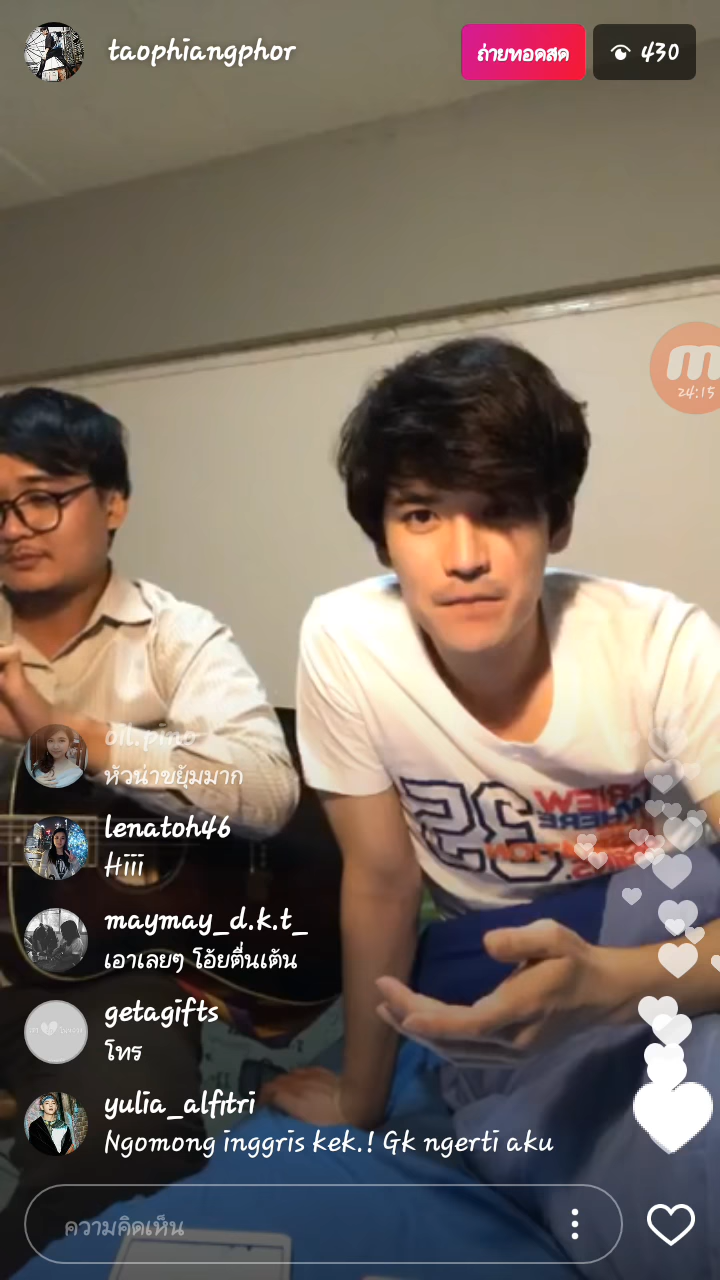 taophiangphor
ถ่ายทอดสด
430
24:15
oil.pino
หัวน่าขยุ้มมาก
lenatoh46
Hiii
maymay_d.k.t_
เอาเลยๆ โอ้ยตื่นเต้น
getagifts
โทร
yulia_alfitri
Ngomong inggris kek.! Gk ngerti aku
ความคิดเห็น